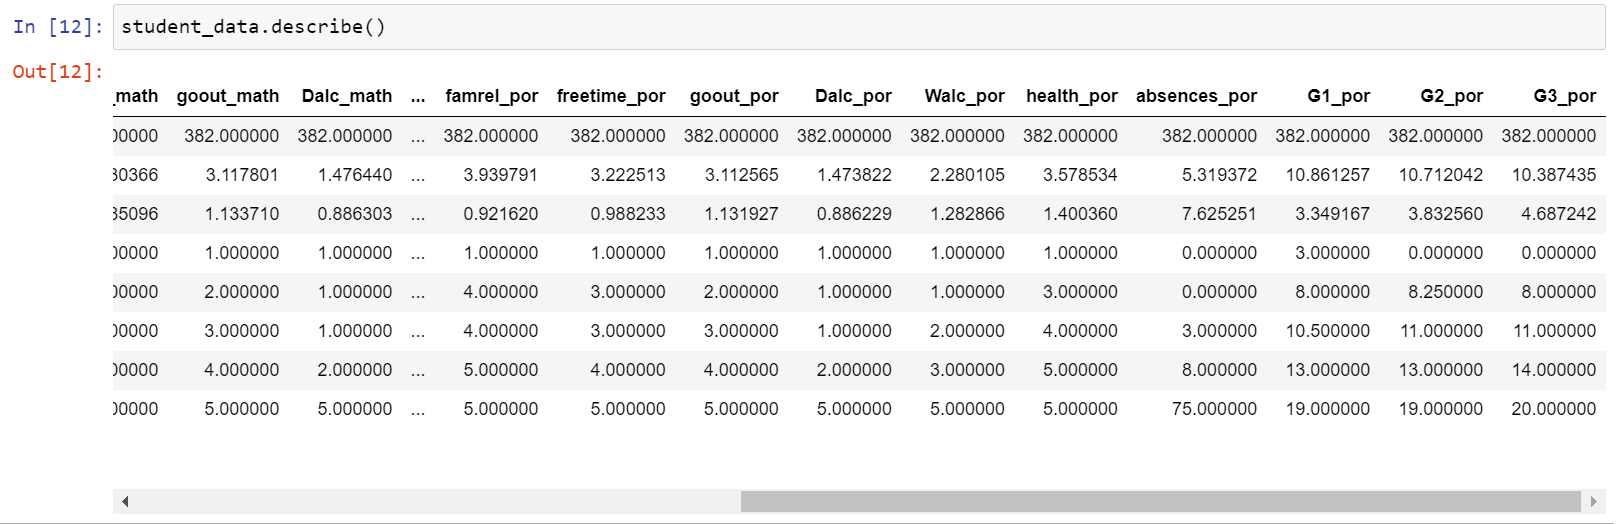 In [12]: student_data.describe()
Out[12]:
_math goout_math Dalc_math ... famrel_por freetime_por goout_por Dalc_por Walc_por health_por absences_por G1_por G2_por G3_por
00000 382.000000 382.000000 ... 382.000000 382.000000 382.000000 382.000000 382.000000 382.000000 382.000000 382.000000 382.000000 382.000000
30366 3.117801 1.476440 ... 3.939791 3.222513 3.112565 1.473822 2.280105 3.578534 5.319372 10.861257 10.712042 10.387435
35096 1.133710 0.886303 ... 0.921620 0.988233 1.131927 0.886229 1.282866 1.400360 7.625251 3.349167 3.832560 4.687242
00000 1.000000 1.000000 ... 1.000000 1.000000 1.000000 1.000000 1.000000 1.000000 0.000000 3.000000 0.000000 0.000000
00000 2.000000 1.000000 ... 4.000000 3.000000 2.000000 1.000000 1.000000 3.000000 0.000000 8.000000 8.250000 8.000000
00000 3.000000 1.000000 ... 4.000000 3.000000 3.000000 1.000000 2.000000 4.000000 3.000000 10.500000 11.000000 11.000000
00000 4.000000 2.000000 ... 5.000000 4.000000 4.000000 2.000000 3.000000 5.000000 8.000000 13.000000 13.000000 14.000000
00000 5.000000 5.000000 ... 5.000000 5.000000 5.000000 5.000000 5.000000 5.000000 75.000000 19.000000 19.000000 20.000000